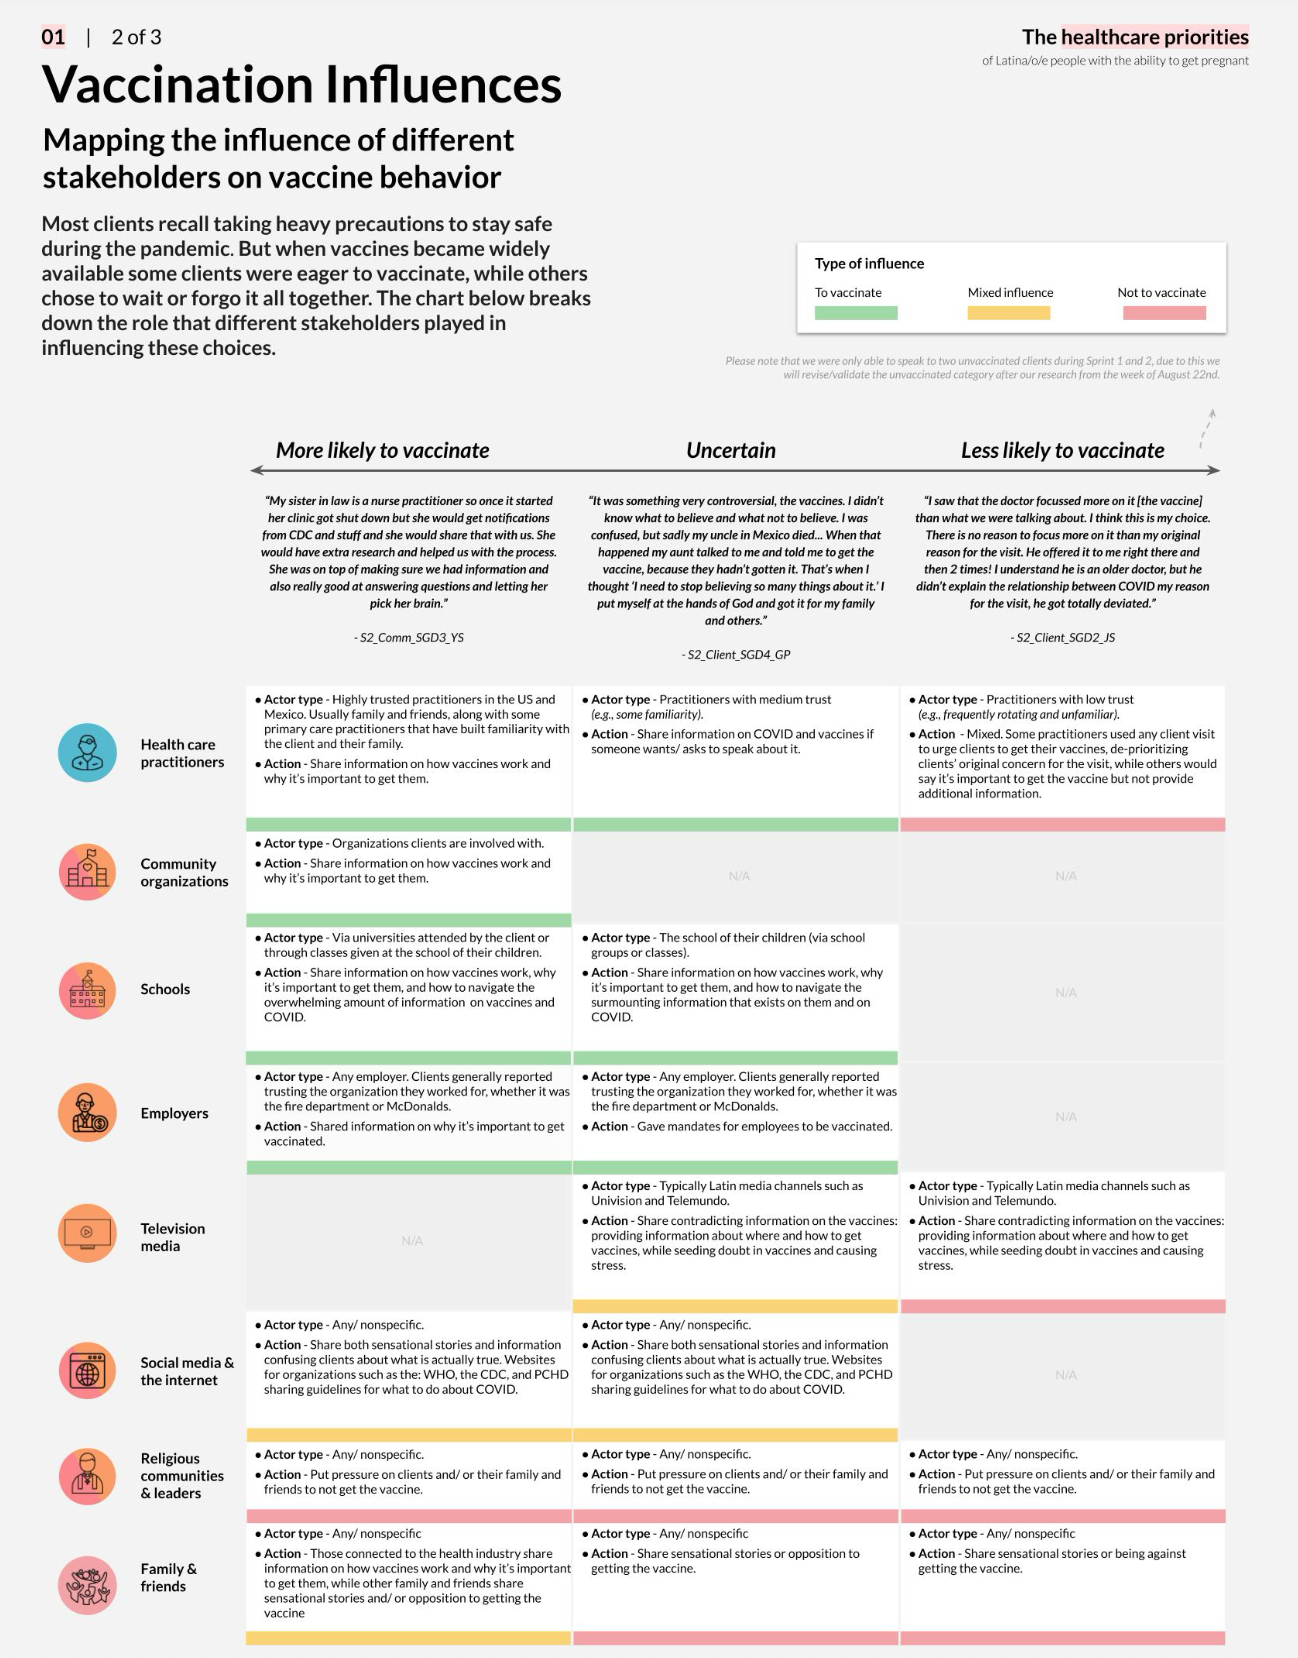 01 | 2 of 3
The healthcare priorities
of Latina/o/e people with the ability to get pregnant
Vaccination Influences
Mapping the influence of different
stakeholders on vaccine behavior
Most clients recall taking heavy precautions to stay safe
during the pandemic. But when vaccines became widely
available some clients were eager to vaccinate, while others
chose to wait or forgo it all together. The chart below breaks
down the role that different stakeholders played in
influencing these choices.
Type of influence
To vaccinate
Mixed influence
Not to vaccinate
Please note that we were only able to speak to two unvaccinated clients during Sprint 1 and 2, due to this we
will revise/validate the unvaccinated category after our research from the week of August 22nd.
More likely to vaccinate
Uncertain
Less likely to vaccinate
“My sister in law is a nurse practitioner so once it started
her clinic got shut down but she would get notifications
from CDC and stuff and she would share that with us. She
would have extra research and helped us with the process.
She was on top of making sure we had information and
also really good at answering questions and letting her
pick her brain.”
- S2_Comm_SGD3_YS
“It was something very controversial, the vaccines. I didn’t
know what to believe and what not to believe. I was
confused, but sadly my uncle in Mexico died... When that
happened my aunt talked to me and told me to get the
vaccine, because they hadn’t gotten it. That’s when I
thought ‘I need to stop believing so many things about it.’ I
put myself at the hands of God and got it for my family
and others.”
- S2_Client_SGD4_GP
“I saw that the doctor focussed more on it [the vaccine]
than what we were talking about. I think this is my choice.
There is no reason to focus more on it than my original
reason for the visit. He offered it to me right there and
then 2 times! I understand he is an older doctor, but he
didn’t explain the relationship between COVID my reason
for the visit, he got totally deviated.”
- S2_Client_SGD2_JS
Health care
practitioners
● Actor type - Highly trusted practitioners in the US and
Mexico. Usually family and friends, along with some
primary care practitioners that have built familiarity with
the client and their family.
● Action - Share information on how vaccines work and
why it’s important to get them.
● Actor type - Practitioners with medium trust
(e.g., some familiarity).
● Action - Share information on COVID and vaccines if
someone wants/ asks to speak about it.
● Actor type - Practitioners with low trust
(e.g., frequently rotating and unfamiliar).
● Action - Mixed. Some practitioners used any client visit
to urge clients to get their vaccines, de-prioritizing
clients’ original concern for the visit, while others would
say it’s important to get the vaccine but not provide
additional information.
Community
organizations
● Actor type - Organizations clients are involved with.
● Action - Share information on how vaccines work and
why it’s important to get them.
N/A
N/A
Schools
● Actor type - Via universities attended by the client or
through classes given at the school of their children.
● Action - Share information on how vaccines work, why
it’s important to get them, and how to navigate the
overwhelming amount of information on vaccines and
COVID.
● Actor type - The school of their children (via school
groups or classes).
● Action - Share information on how vaccines work, why
it’s important to get them, and how to navigate the
surmounting information that exists on them and on
COVID.
N/A
Employers
● Actor type - Any employer. Clients generally reported
trusting the organization they worked for, whether it was
the fire department or McDonalds.
● Action - Shared information on why it’s important to get
vaccinated.
● Actor type - Any employer. Clients generally reported
trusting the organization they worked for, whether it was
the fire department or McDonalds.
● Action - Gave mandates for employees to be vaccinated.
N/A
Television
media
N/A
● Actor type - Typically Latin media channels such as
Univision and Telemundo.
● Action - Share contradicting information on the vaccines:
providing information about where and how to get
vaccines, while seeding doubt in vaccines and causing
stress.
● Actor type - Typically Latin media channels such as
Univision and Telemundo.
● Action - Share contradicting information on the vaccines:
providing information about where and how to get
vaccines, while seeding doubt in vaccines and causing
stress.
Social media &
the internet
● Actor type - Any/ nonspecific.
● Action - Share both sensational stories and information
confusing clients about what is actually true. Websites
for organizations such as the: WHO, the CDC, and PCHD
sharing guidelines for what to do about COVID.
● Actor type - Any/ nonspecific.
● Action - Share both sensational stories and information
confusing clients about what is actually true. Websites
for organizations such as the WHO, the CDC, and PCHD
sharing guidelines for what to do about COVID.
N/A
Religious
communities
& leaders
● Actor type - Any/ nonspecific.
● Action - Put pressure on clients and/ or their family and
friends to not get the vaccine.
● Actor type - Any/ nonspecific.
● Action - Put pressure on clients and/ or their family and
friends to not get the vaccine.
● Actor type - Any/ nonspecific.
● Action - Put pressure on clients and/ or their family and
friends to not get the vaccine.
Family &
friends
● Actor type - Any/ nonspecific
● Action - Those connected to the health industry share
information on how vaccines work and why it’s important
to get them, while other family and friends share
sensational stories and/ or opposition to getting the
vaccine
● Actor type - Any/ nonspecific
● Action - Share sensational stories or opposition to
getting the vaccine.
● Actor type - Any/ nonspecific
● Action - Share sensational stories or being against
getting the vaccine.